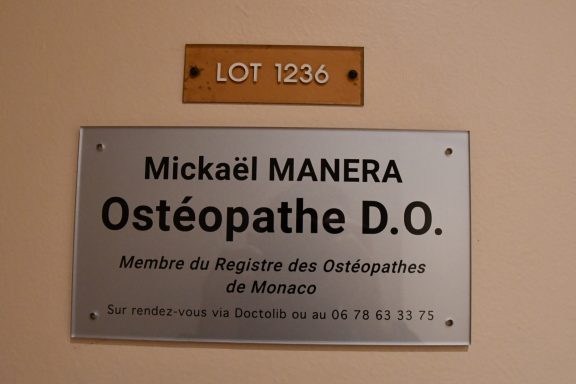 LOT 1236
Mickaël MANERA
Ostéopathe D.O.
Membre du Registre des Ostéopathes
de Monaco
Sur rendez-vous via Doctolib ou au 06 78 63 33 75